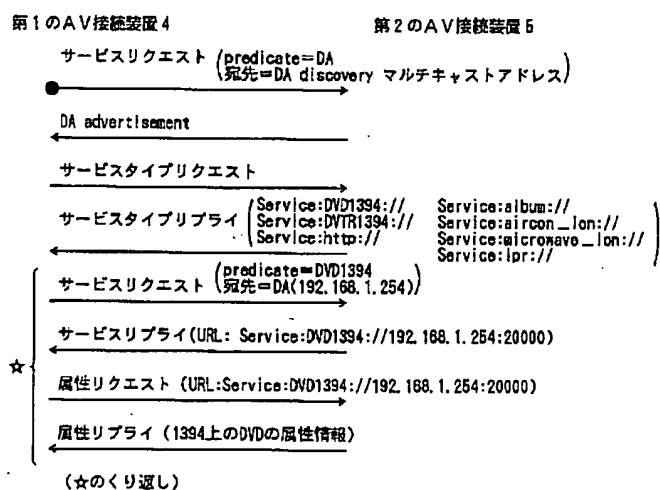 第1のAV接続装置4
第2のAV接続装置5
サービスリクエスト (predicate=DA
宛先=DA discovery マルチキャストアドレス)
DA advertisement
サービスタイプリクエスト
サービスタイプリプライ (Service:DVD1394:// Service:album://
Service:DVTR1394:// Service:aircon_lon://
Service:http:// Service:microwave_lon://
Service:lpr://)
サービスリクエスト (predicate=DVD1394
宛先=DA(192.168.1.254))
サービスリプライ(URL: Service:DVD1394://192.168.1.254:20000)
☆
属性リクエスト (URL:Service:DVD1394://192.168.1.254:20000)
属性リプライ (1394上のDVDの属性情報)
(☆のくり返し)